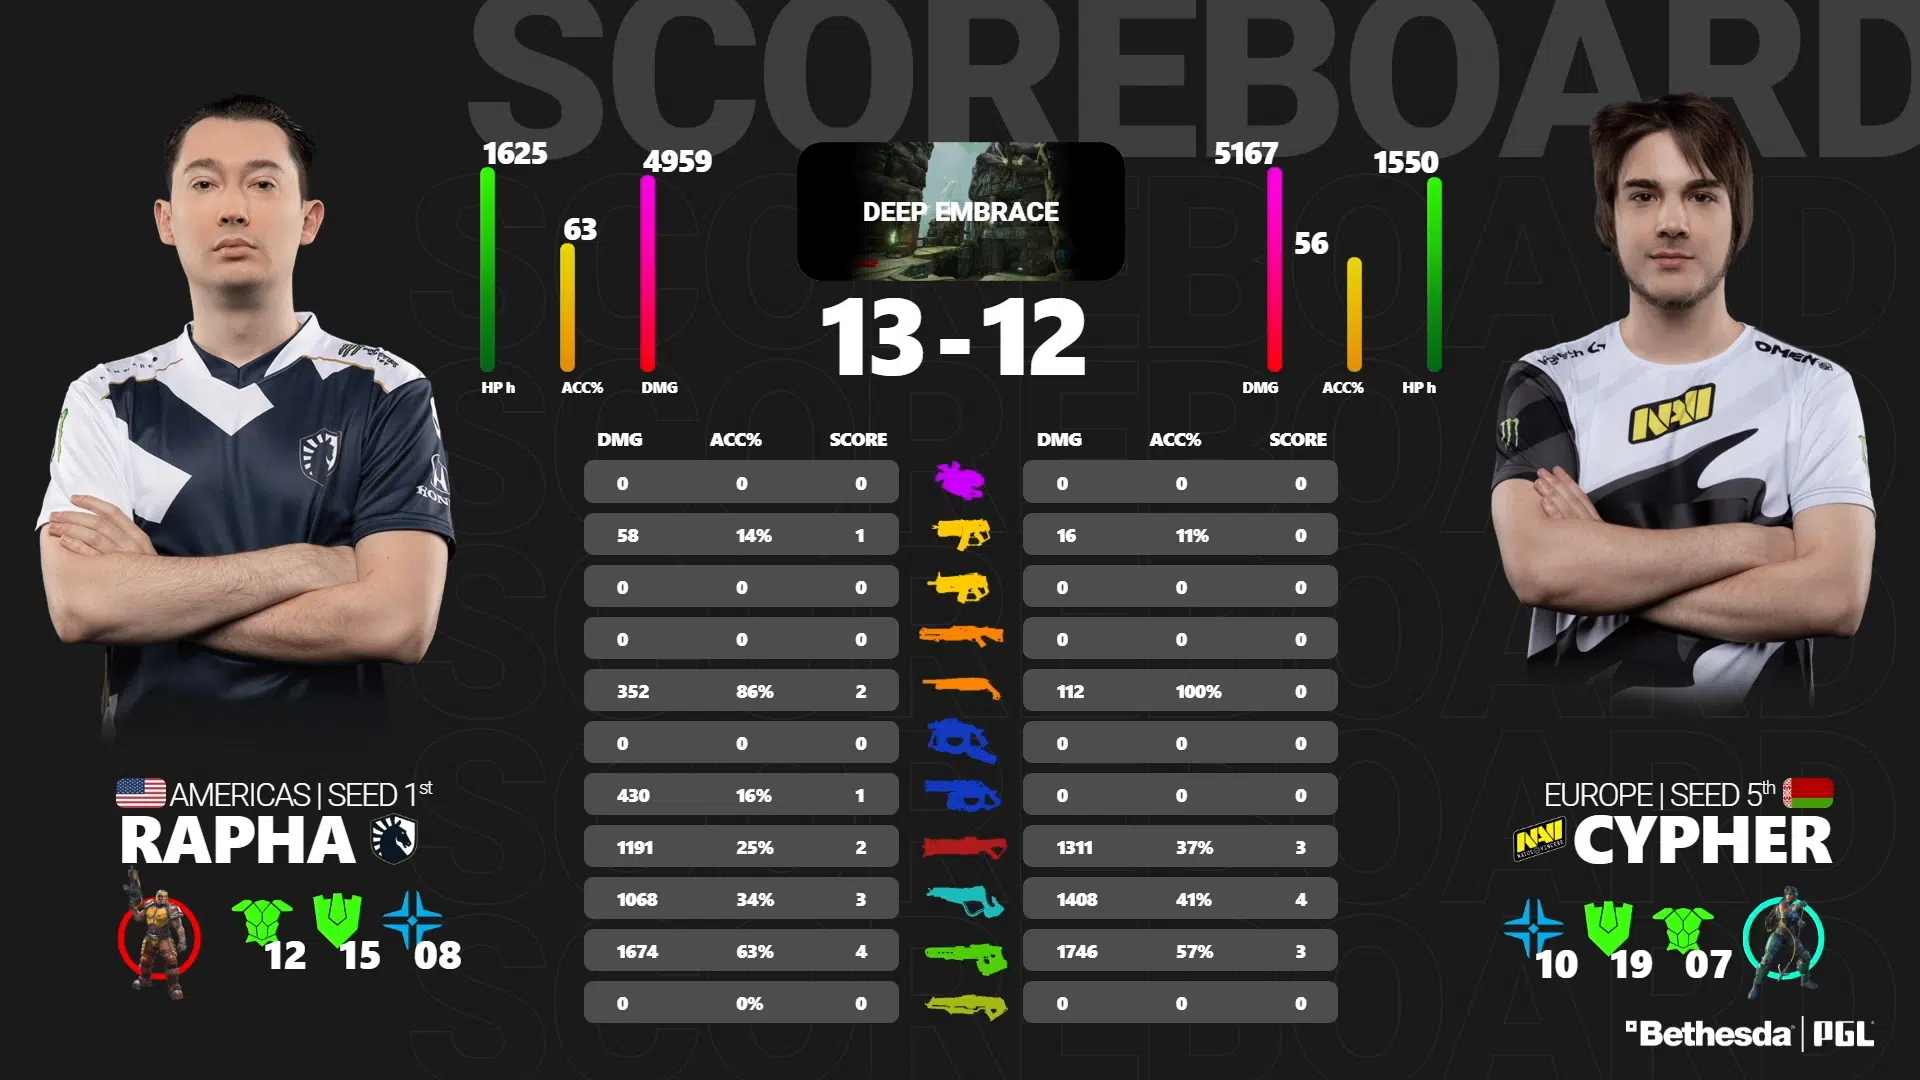 SCOREBOARD
1625
4959
63
HP h ACC% DMG
DEEP EMBRACE
13 - 12
5167
1550
56
DMG ACC% HP h
DMG ACC% SCORE
0 0 0
58 14% 1
0 0 0
0 0 0
352 86% 2
0 0 0
430 16% 1
1191 25% 2
1068 34% 3
1674 63% 4
0 0% 0
DMG ACC% SCORE
0 0 0
16 11% 0
0 0 0
0 0 0
112 100% 0
0 0 0
0 0 0
1311 37% 3
1408 41% 4
1746 57% 3
0 0 0
AMERICAS | SEED 1st
RAPHA
12 15 08
OMEN
NAVI
EUROPE | SEED 5th
NAVI
NATUS VINCERE
CYPHER
10 19 07
Bethesda | PGL